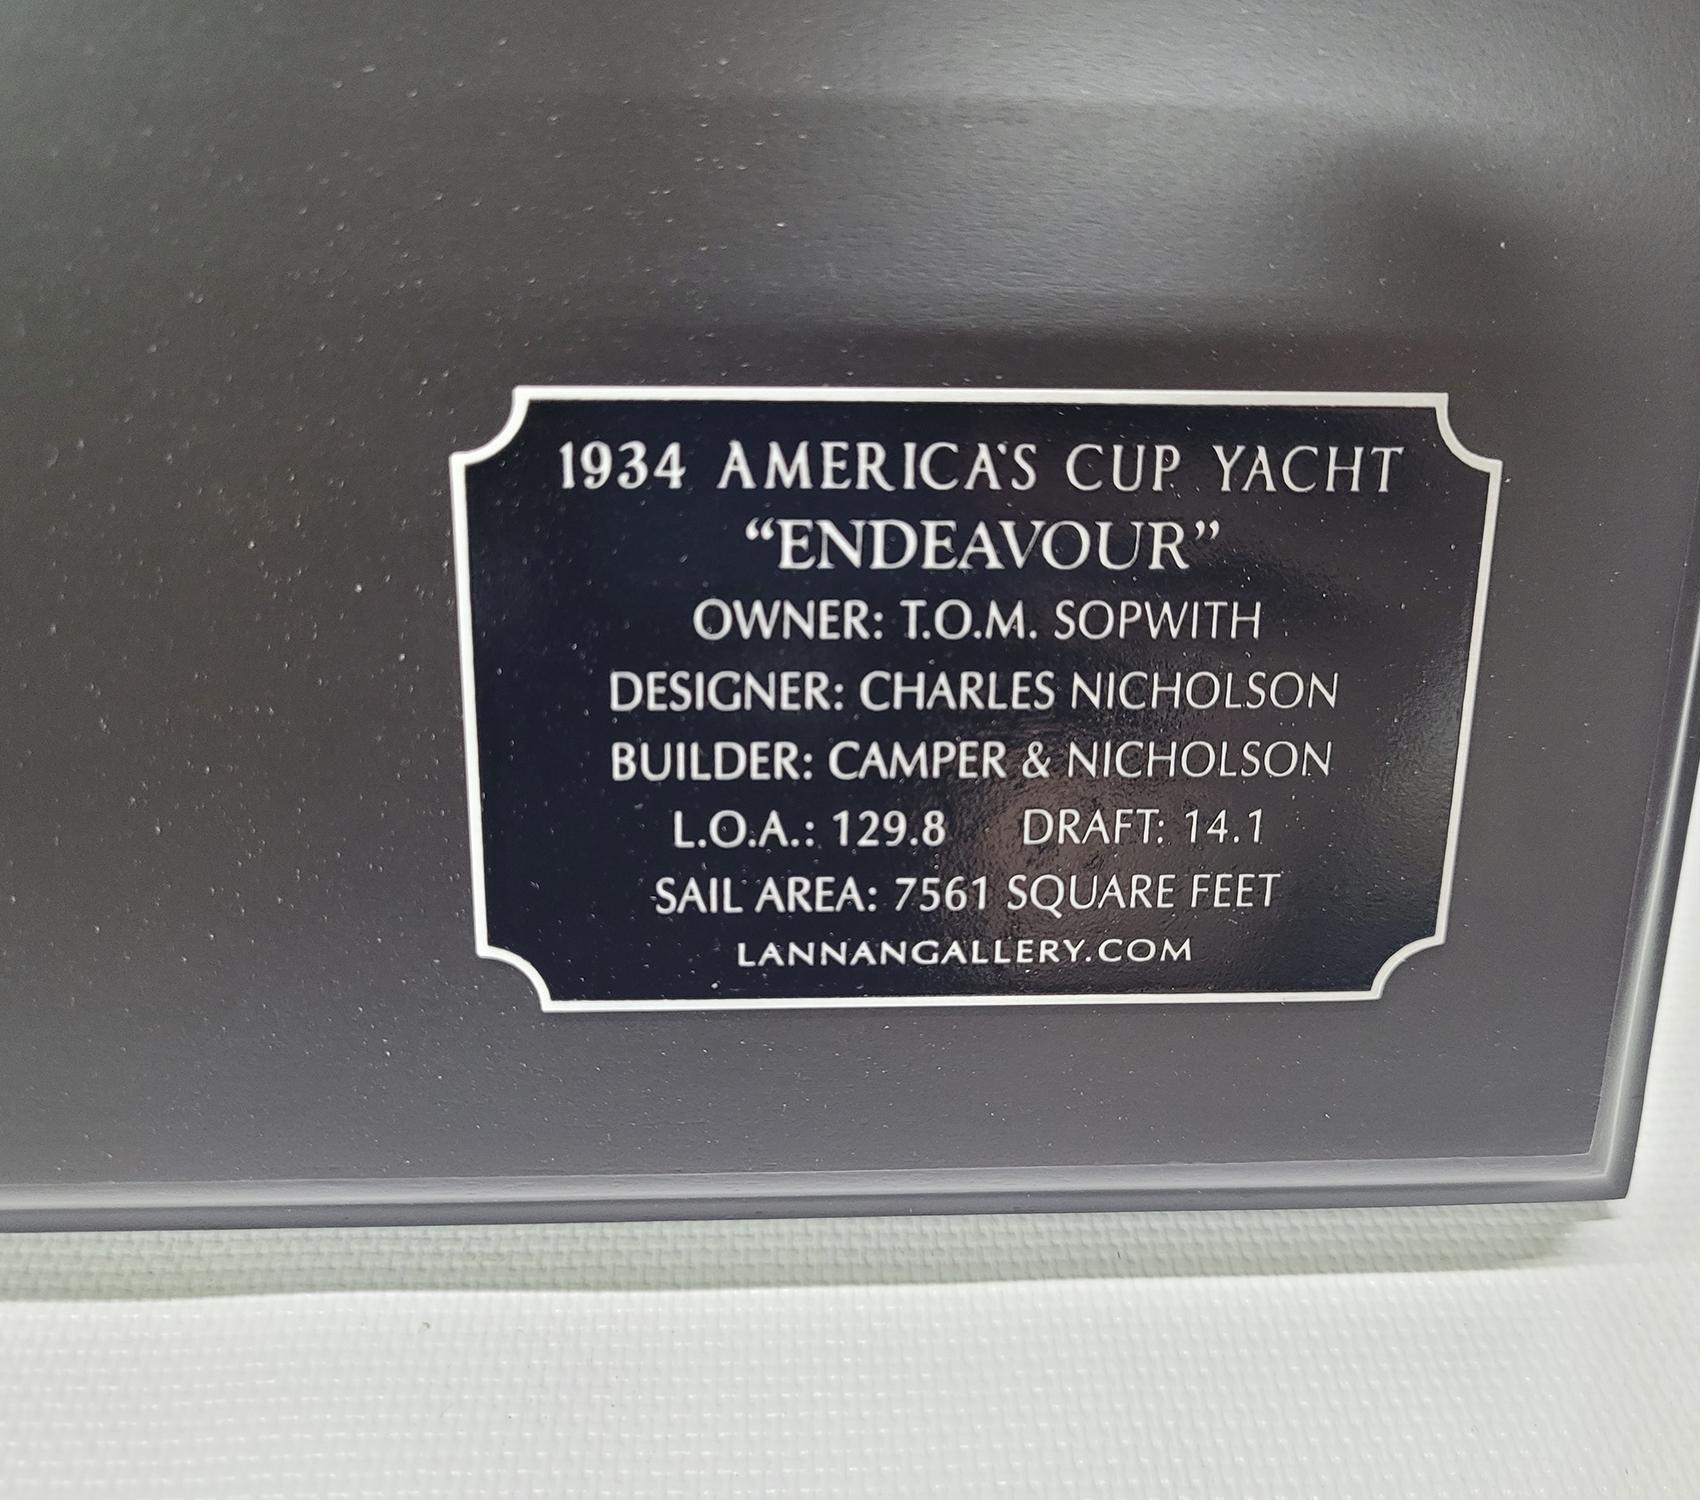 1934 AMERICA'S CUP YACHT
“ENDEAVOUR”
OWNER: T.O.M. SOPWITH
DESIGNER: CHARLES NICHOLSON
BUILDER: CAMPER & NICHOLSON
L.O.A.: 129.8 DRAFT: 14.1
SAIL AREA: 7561 SQUARE FEET
LANNANGALLERY.COM